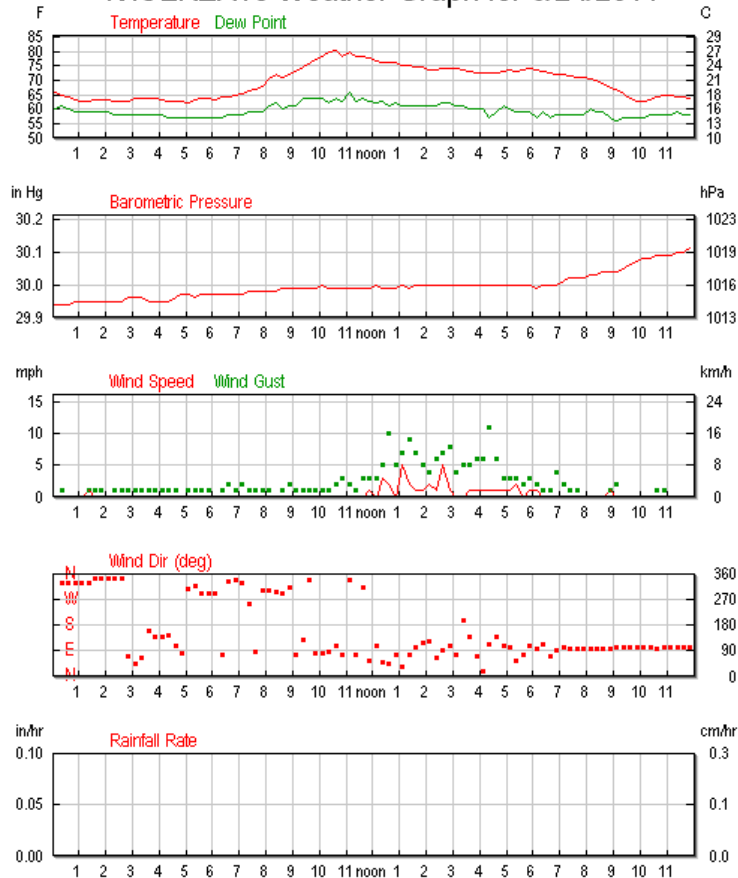 Weather Graph for
F Temperature Dew Point C
85 29
80 27
75 24
70 21
65 18
60 16
55 13
50 10
1 2 3 4 5 6 7 8 9 10 11 noon 1 2 3 4 5 6 7 8 9 10 11
in Hg Barometric Pressure hPa
30.2 1023
30.1 1019
30.0 1016
29.9 1013
1 2 3 4 5 6 7 8 9 10 11 noon 1 2 3 4 5 6 7 8 9 10 11
mph Wind Speed Wind Gust km/h
15 24
10 16
5 8
0 0
1 2 3 4 5 6 7 8 9 10 11 noon 1 2 3 4 5 6 7 8 9 10 11
Wind Dir (deg)
N 360
W 270
S 180
E 90
N 0
1 2 3 4 5 6 7 8 9 10 11 noon 1 2 3 4 5 6 7 8 9 10 11
in/hr Rainfall Rate cm/hr
0.10 0.3
0.05 0.1
0.00 0.0
1 2 3 4 5 6 7 8 9 10 11 noon 1 2 3 4 5 6 7 8 9 10 11